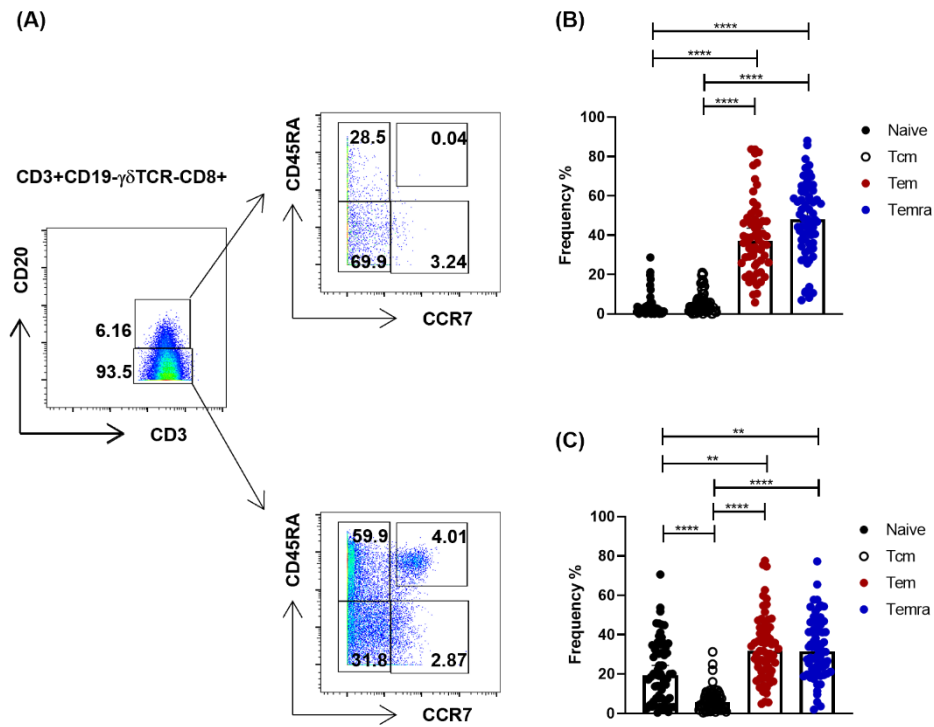 (A)
CD3+CD19-γδTCR-CD8+
CD20
6.16
93.5
CD3
CD45RA
28.5
0.04
69.9
3.24
CCR7
CD45RA
59.9
4.01
31.8
2.87
CCR7
(B)
****
****
****
****
Frequency %
100
80
60
40
20
0
Naive
Tcm
Tem
Temra
(C)
**
**
****
****
****
Frequency %
100
80
60
40
20
0
Naive
Tcm
Tem
Temra